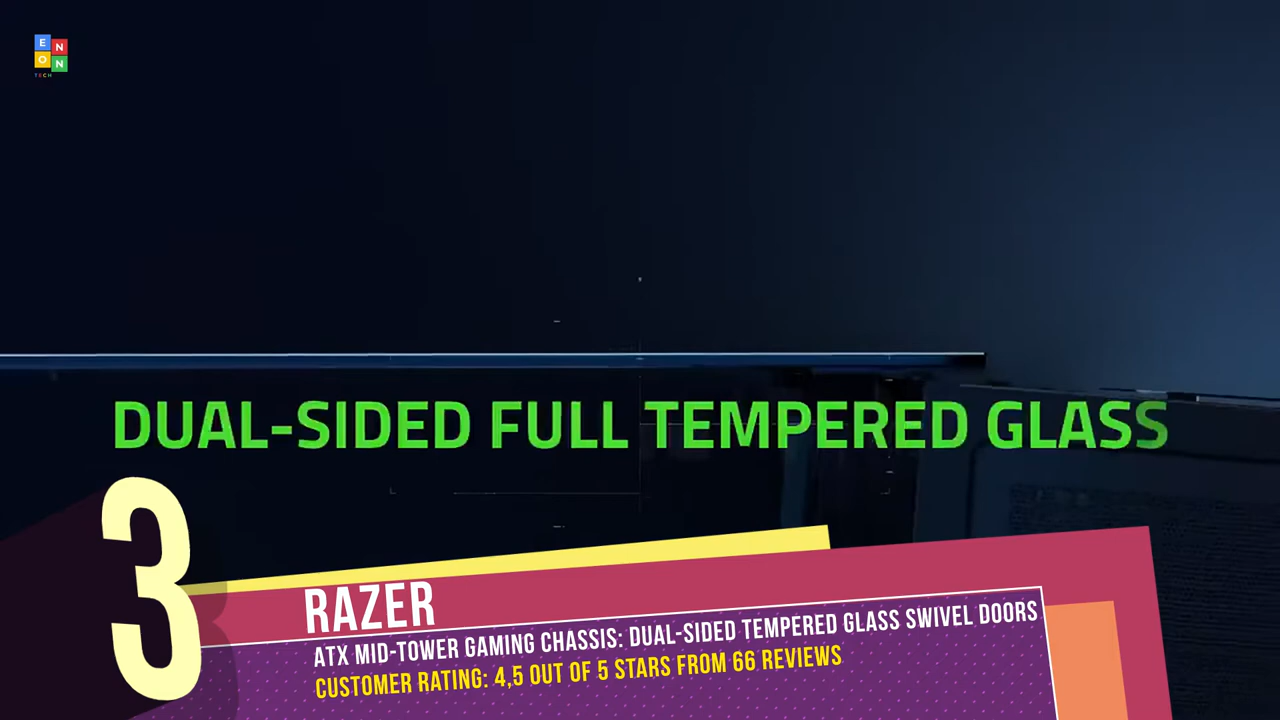 E N
O N
TECH
DUAL-SIDED FULL TEMPERED GLASS
3
RAZER
ATX MID-TOWER GAMING CHASSIS: DUAL-SIDED TEMPERED GLASS SWIVEL DOORS
CUSTOMER RATING: 4,5 OUT OF 5 STARS FROM 66 REVIEWS